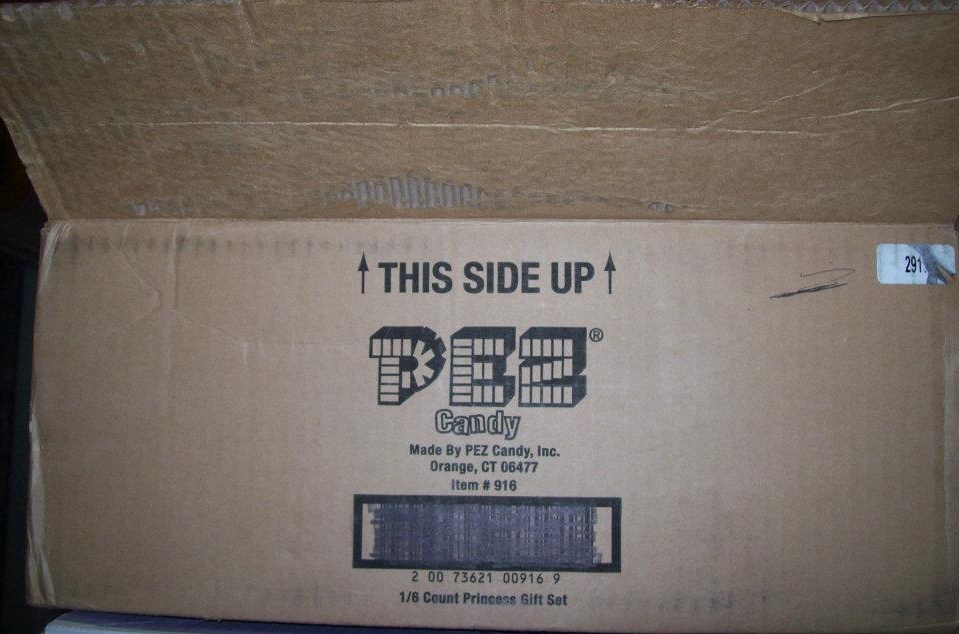 THIS SIDE UP
291
PEZ®
Candy
Made By PEZ Candy, Inc.
Orange, CT 06477
Item # 916
2 00 73621 00916 9
1/6 Count Princess Gift Set